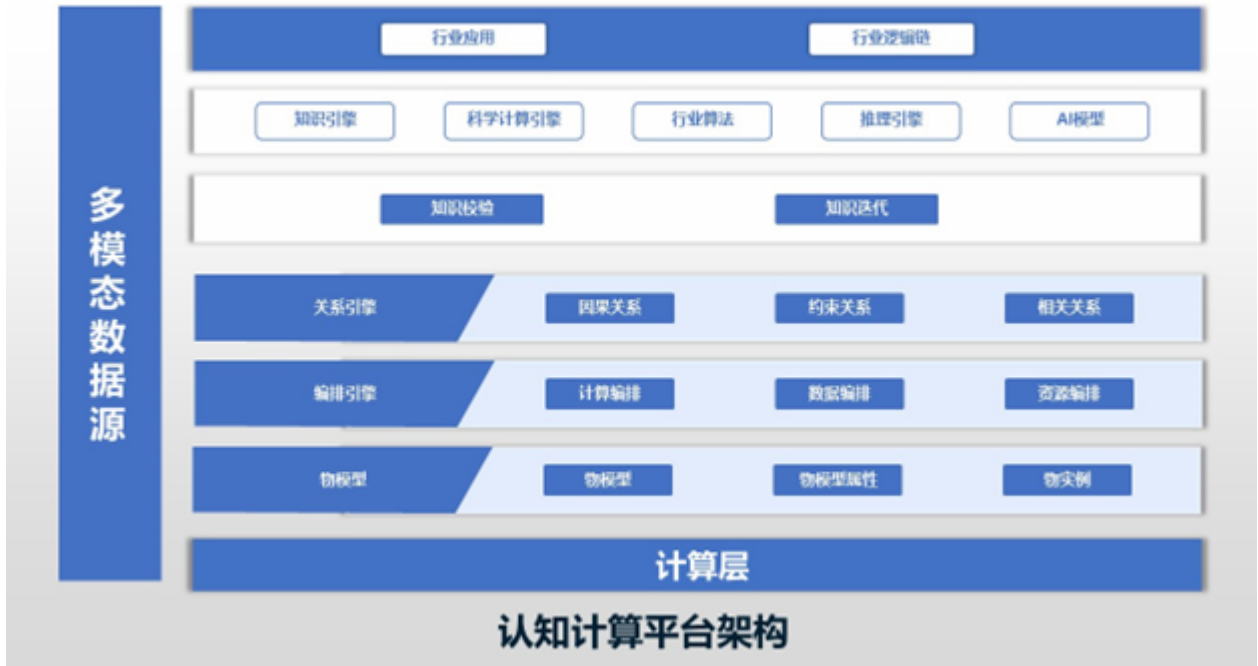 多模态数据源
行业应用 行业逻辑链
知识引擎 科学计算引擎 行业算法 推理引擎 AI模型
知识校验 知识迭代
关系引擎 因果关系 约束关系 相关关系
编排引擎 计算编排 数据编排 资源编排
物模型 物模型 物模型属性 物实例
计算层
认知计算平台架构